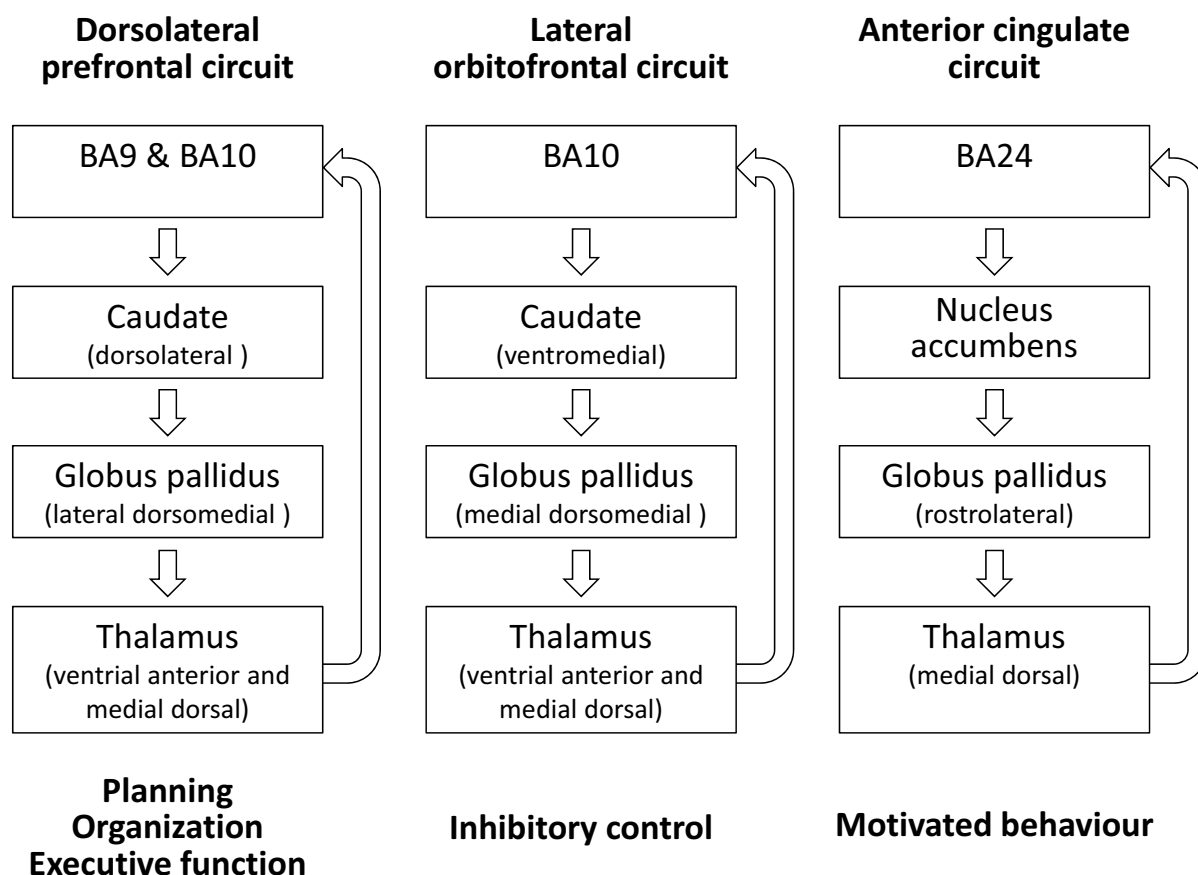 Dorsolateral
prefrontal circuit
BA9 & BA10
Caudate
(dorsolateral )
Globus pallidus
(lateral dorsomedial )
Thalamus
(ventrial anterior and
medial dorsal)
Planning
Organization
Executive function
Lateral
orbitofrontal circuit
BA10
Caudate
(ventromedial)
Globus pallidus
(medial dorsomedial )
Thalamus
(ventrial anterior and
medial dorsal)
Inhibitory control
Anterior cingulate
circuit
BA24
Nucleus
accumbens
Globus pallidus
(rostrolateral)
Thalamus
(medial dorsal)
Motivated behaviour